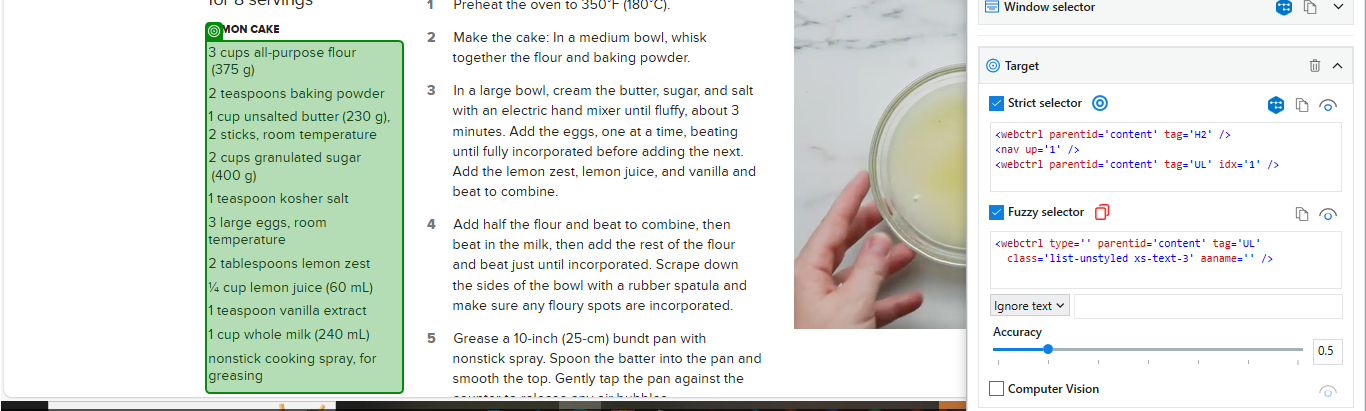 for 8 servings
MON CAKE
3 cups all-purpose flour
(375 g)
2 teaspoons baking powder
1 cup unsalted butter (230 g),
2 sticks, room temperature
2 cups granulated sugar
(400 g)
1 teaspoon kosher salt
3 large eggs, room
temperature
2 tablespoons lemon zest
¼ cup lemon juice (60 mL)
1 teaspoon vanilla extract
1 cup whole milk (240 mL)
nonstick cooking spray, for
greasing
1 Preheat the oven to 350°F (180°C).
2 Make the cake: In a medium bowl, whisk
together the flour and baking powder.
3 In a large bowl, cream the butter, sugar, and salt
with an electric hand mixer until fluffy, about 3
minutes. Add the eggs, one at a time, beating
until fully incorporated before adding the next.
Add the lemon zest, lemon juice, and vanilla and
beat to combine.
4 Add half the flour and beat to combine, then
beat in the milk, then add the rest of the flour
and beat just until incorporated. Scrape down
the sides of the bowl with a rubber spatula and
make sure any floury spots are incorporated.
5 Grease a 10-inch (25-cm) bundt pan with
nonstick spray. Spoon the batter into the pan and
smooth the top. Gently tap the pan against the
counter to release any air bubbles.
Window selector
Target
Strict selector
<webctrl parentid='content' tag='H2' />
<nav up='1' />
<webctrl parentid='content' tag='UL' idx='1' />
Fuzzy selector
<webctrl type='' parentid='content' tag='UL'
class='list-unstyled xs-text-3' aaname='' />
Ignore text
Accuracy
0.5
Computer Vision